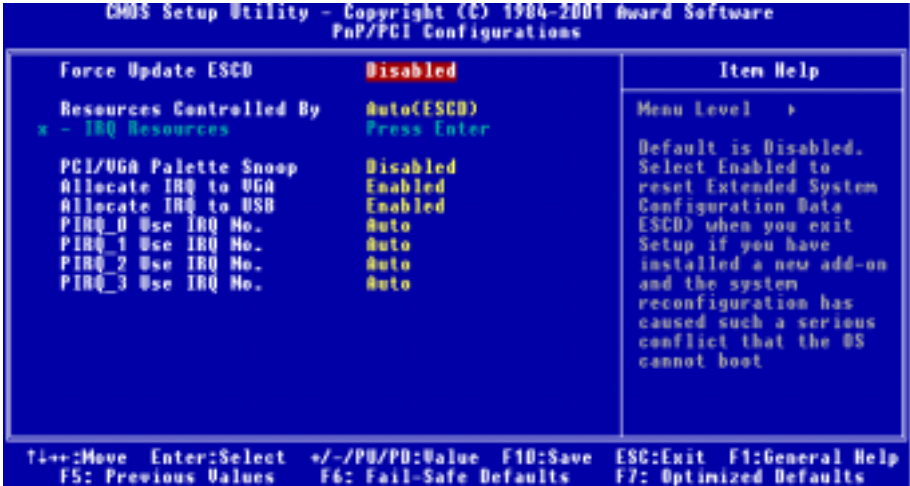 CMOS Setup Utility - Copyright (C) 1984-2001 Award Software
PnP/PCI Configurations
Force Update ESCD Disabled
Resources Controlled By Auto(ESCD)
x - IRQ Resources Press Enter
PCI/VGA Palette Snoop Disabled
Allocate IRQ to VGA Enabled
Allocate IRQ to USB Enabled
PIRQ_0 Use IRQ No. Auto
PIRQ_1 Use IRQ No. Auto
PIRQ_2 Use IRQ No. Auto
PIRQ_3 Use IRQ No. Auto
Item Help
Menu Level ▸
Default is Disabled.
Select Enabled to
reset Extended System
Configuration Data
ESCD) when you exit
Setup if you have
installed a new add-on
and the system
reconfiguration has
caused such a serious
conflict that the OS
cannot boot
↑↓→←:Move Enter:Select +/-/PU/PD:Value F10:Save ESC:Exit F1:General Help
F5: Previous Values F6: Fail-Safe Defaults F7: Optimized Defaults